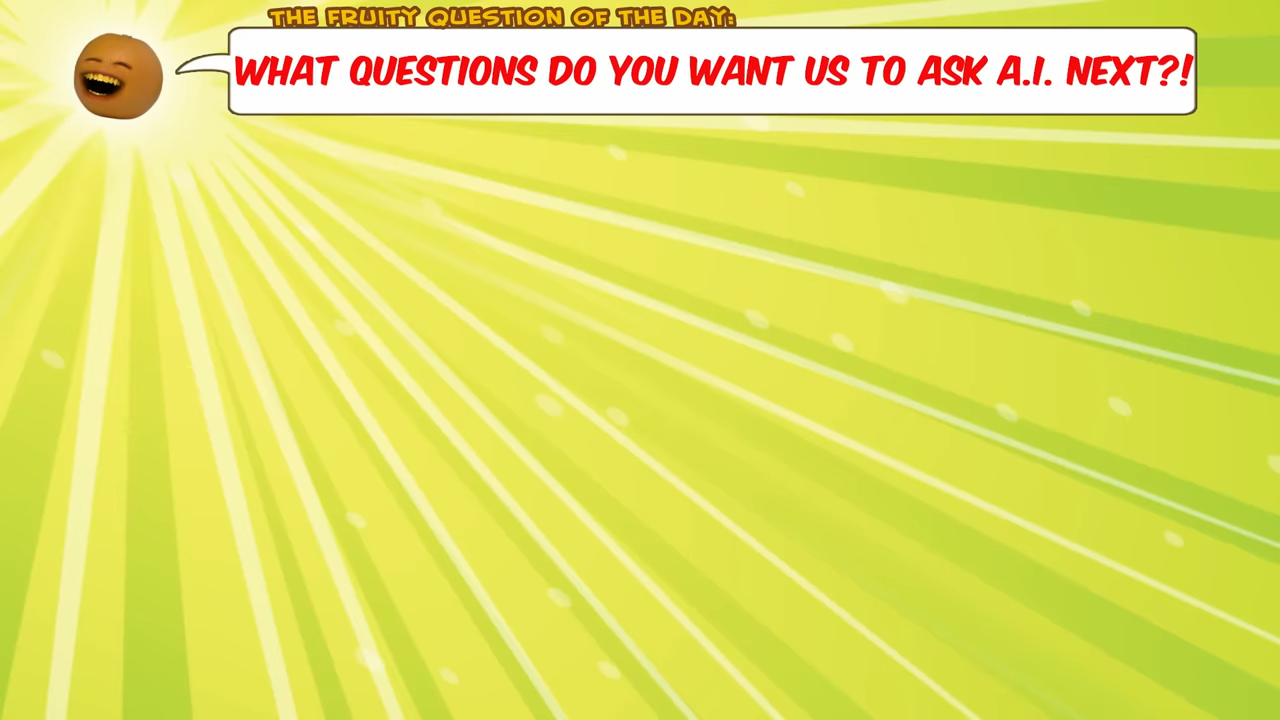 THE FRUITY QUESTION OF THE DAY:
WHAT QUESTIONS DO YOU WANT US TO ASK A.I. NEXT?!